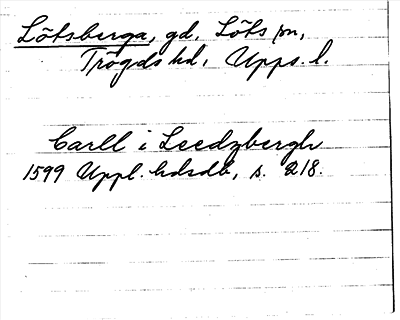 Lötsberga, gd, Löts sn,
Trögds hd, Upps. l.
Carll i Leedzbergh
1599 Uppl. hdsdb, s. 218.